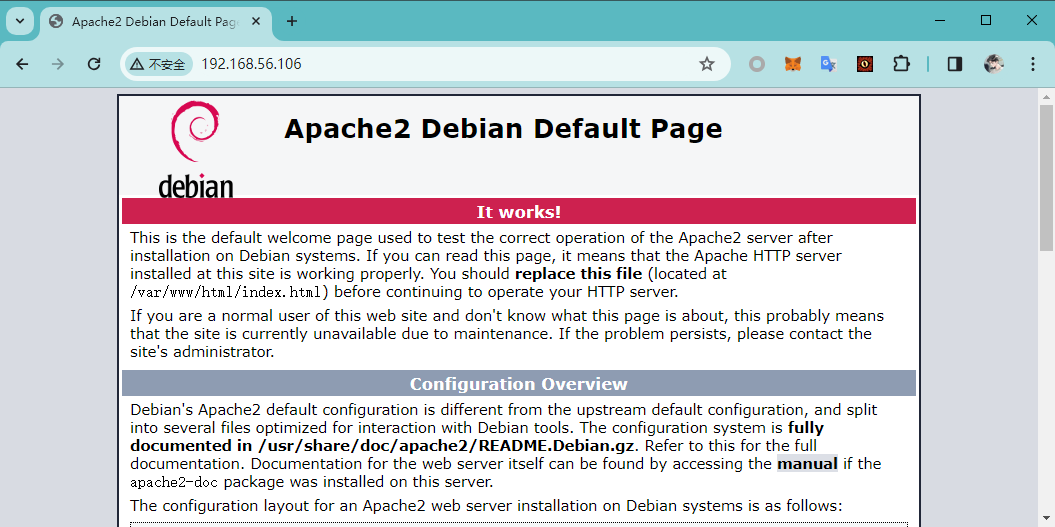 Apache2 Debian Default Page
不安全
192.168.56.106
debian
Apache2 Debian Default Page
It works!
This is the default welcome page used to test the correct operation of the Apache2 server after
installation on Debian systems. If you can read this page, it means that the Apache HTTP server
installed at this site is working properly. You should replace this file (located at
/var/www/html/index.html) before continuing to operate your HTTP server.
If you are a normal user of this web site and don't know what this page is about, this probably means
that the site is currently unavailable due to maintenance. If the problem persists, please contact the
site's administrator.
Configuration Overview
Debian's Apache2 default configuration is different from the upstream default configuration, and split
into several files optimized for interaction with Debian tools. The configuration system is fully
documented in /usr/share/doc/apache2/README.Debian.gz. Refer to this for the full
documentation. Documentation for the web server itself can be found by accessing the manual if the
apache2-doc package was installed on this server.
The configuration layout for an Apache2 web server installation on Debian systems is as follows: